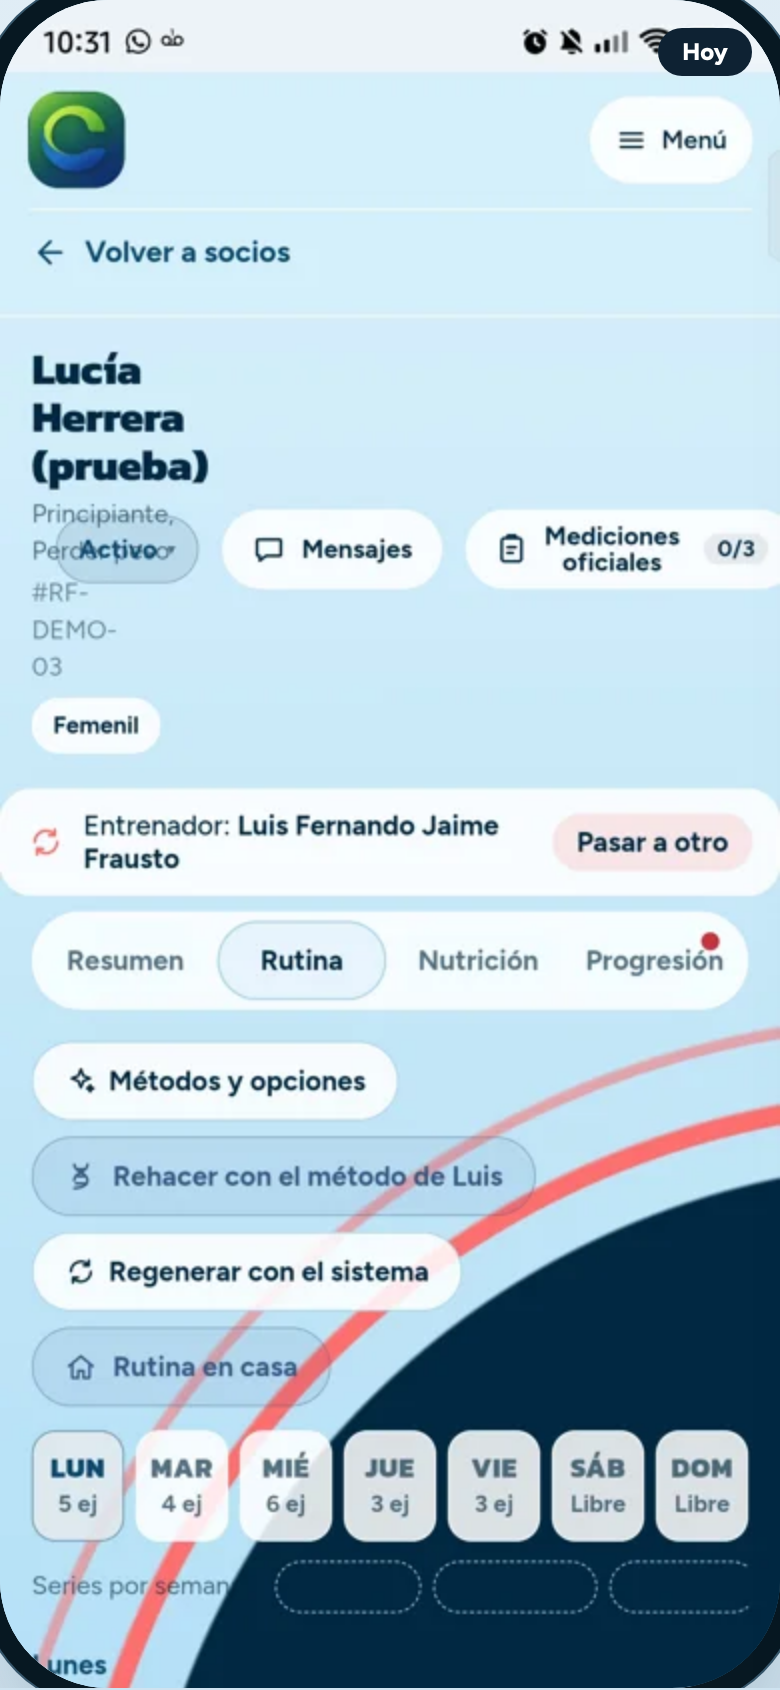 10:31
Hoy
Menú
Volver a socios
Lucía
Herrera
(prueba)
Principiante,
Perder peso
Activo
#RF-
DEMO-
03
Mensajes
Mediciones
oficiales
0/3
Femenil
Entrenador: Luis Fernando Jaime
Frausto
Pasar a otro
Resumen
Rutina
Nutrición
Progresión
Métodos y opciones
Rehacer con el método de Luis
Regenerar con el sistema
Rutina en casa
LUN
5 ej
MAR
4 ej
MIÉ
6 ej
JUE
3 ej
VIE
3 ej
SÁB
Libre
DOM
Libre
Series por seman
Lunes